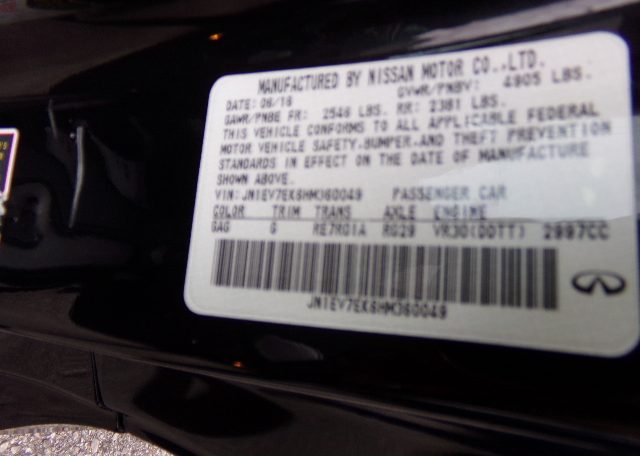 MANUFACTURED BY NISSAN MOTOR CO.,LTD.
DATE: 06/16 GVWR/PNBV: 4905 LBS.
GAWR/PNBE FR: 2546 LBS. RR: 2381 LBS.
THIS VEHICLE CONFORMS TO ALL APPLICABLE FEDERAL
MOTOR VEHICLE SAFETY,BUMPER,AND THEFT PREVENTION
STANDARDS IN EFFECT ON THE DATE OF MANUFACTURE
SHOWN ABOVE.
VIN: JN1EV7EK6HM360049 PASSENGER CAR
COLOR TRIM TRANS AXLE ENGINE
GAG G RE7R01A RG29 VR30(DDTT) 2997CC
JN1EV7EK6HM360049